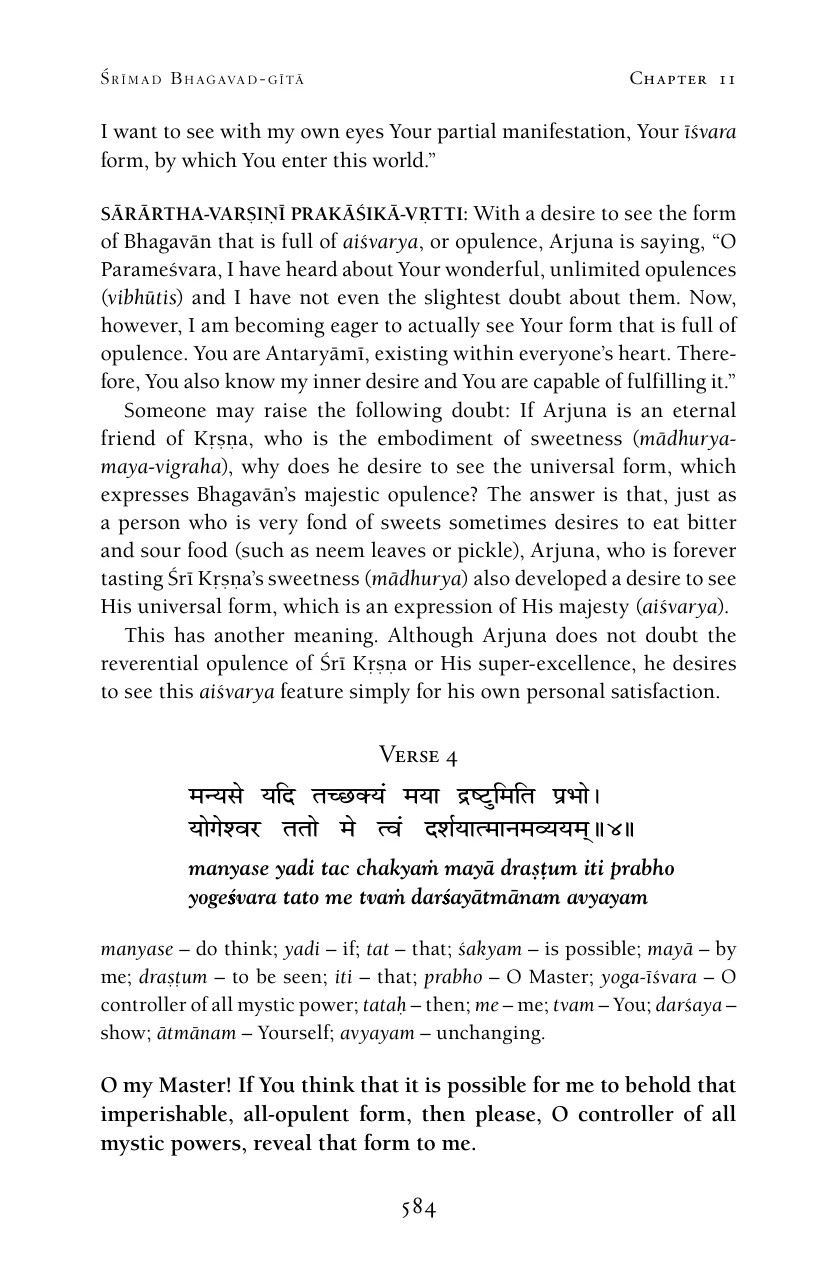 Śrīmad Bhagavad-gītā Chapter 11
I want to see with my own eyes Your partial manifestation, Your īśvara
form, by which You enter this world.”
SĀRĀRTHA-VARṢIṆĪ PRAKĀŚIKĀ-VṚTTI: With a desire to see the form
of Bhagavān that is full of aiśvarya, or opulence, Arjuna is saying, “O
Parameśvara, I have heard about Your wonderful, unlimited opulences
(vibhūtis) and I have not even the slightest doubt about them. Now,
however, I am becoming eager to actually see Your form that is full of
opulence. You are Antaryāmī, existing within everyone’s heart. There-
fore, You also know my inner desire and You are capable of fulfilling it.”
Someone may raise the following doubt: If Arjuna is an eternal
friend of Kṛṣṇa, who is the embodiment of sweetness (mādhurya-
maya-vigraha), why does he desire to see the universal form, which
expresses Bhagavān’s majestic opulence? The answer is that, just as
a person who is very fond of sweets sometimes desires to eat bitter
and sour food (such as neem leaves or pickle), Arjuna, who is forever
tasting Śrī Kṛṣṇa’s sweetness (mādhurya) also developed a desire to see
His universal form, which is an expression of His majesty (aiśvarya).
This has another meaning. Although Arjuna does not doubt the
reverential opulence of Śrī Kṛṣṇa or His super-excellence, he desires
to see this aiśvarya feature simply for his own personal satisfaction.
Verse 4
मन्यसे यदि तच्छक्यं मया द्रष्टुमिति प्रभो।
योगेश्वर ततो मे त्वं दर्शयात्मानमव्ययम्॥४॥
manyase yadi tac chakyaṁ mayā draṣṭum iti prabho
yogeśvara tato me tvaṁ darśayātmānam avyayam
manyase – do think; yadi – if; tat – that; śakyam – is possible; mayā – by
me; draṣṭum – to be seen; iti – that; prabho – O Master; yoga-īśvara – O
controller of all mystic power; tataḥ – then; me – me; tvam – You; darśaya –
show; ātmānam – Yourself; avyayam – unchanging.
O my Master! If You think that it is possible for me to behold that
imperishable, all-opulent form, then please, O controller of all
mystic powers, reveal that form to me.
584